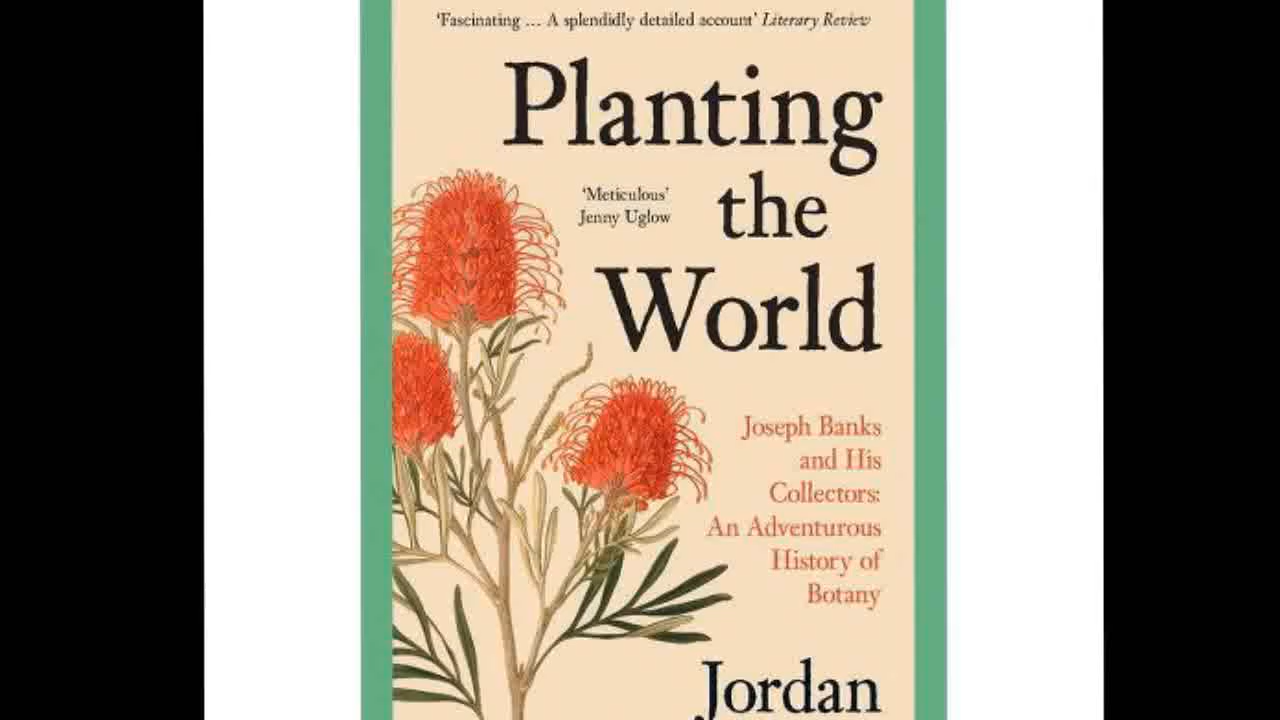 ‘Fascinating ... A splendidly detailed account’ Literary Review
Planting
‘Meticulous’
Jenny Uglow
the
World
Joseph Banks
and His
Collectors:
An Adventurous
History of
Botany
Jordan